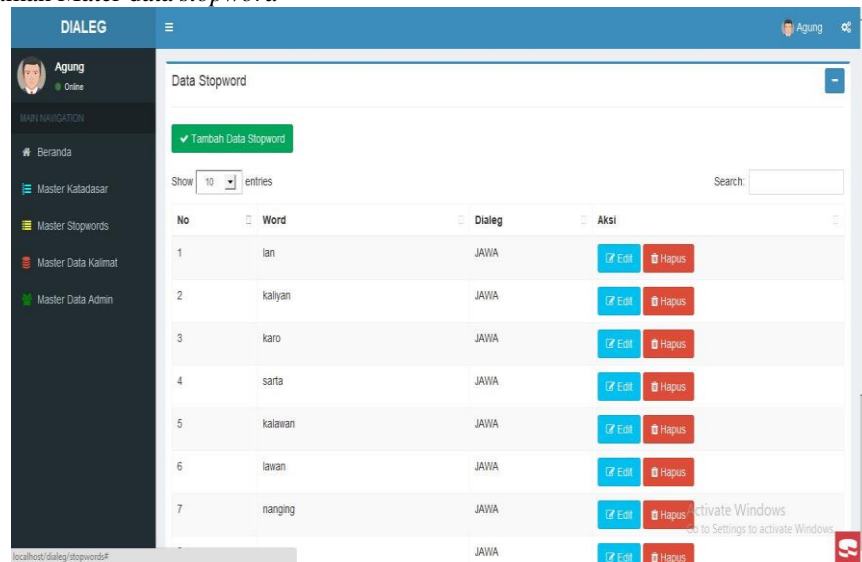 Mater data stopword
DIALEG
Agung
Agung
Online
MAIN NAVIGATION
Beranda
Master Katadasar
Master Stopwords
Master Data Kalimat
Master Data Admin
Data Stopword
Tambah Data Stopword
Show 10 entries
Search:
No Word Dialeg Aksi
1 lan JAWA Edit Hapus
2 kaliyan JAWA Edit Hapus
3 karo JAWA Edit Hapus
4 sarta JAWA Edit Hapus
5 kalawan JAWA Edit Hapus
6 lawan JAWA Edit Hapus
7 nanging JAWA Edit Hapus
Activate Windows
Go to Settings to activate Windows.
JAWA Edit Hapus
localhost/dialeg/stopwords#